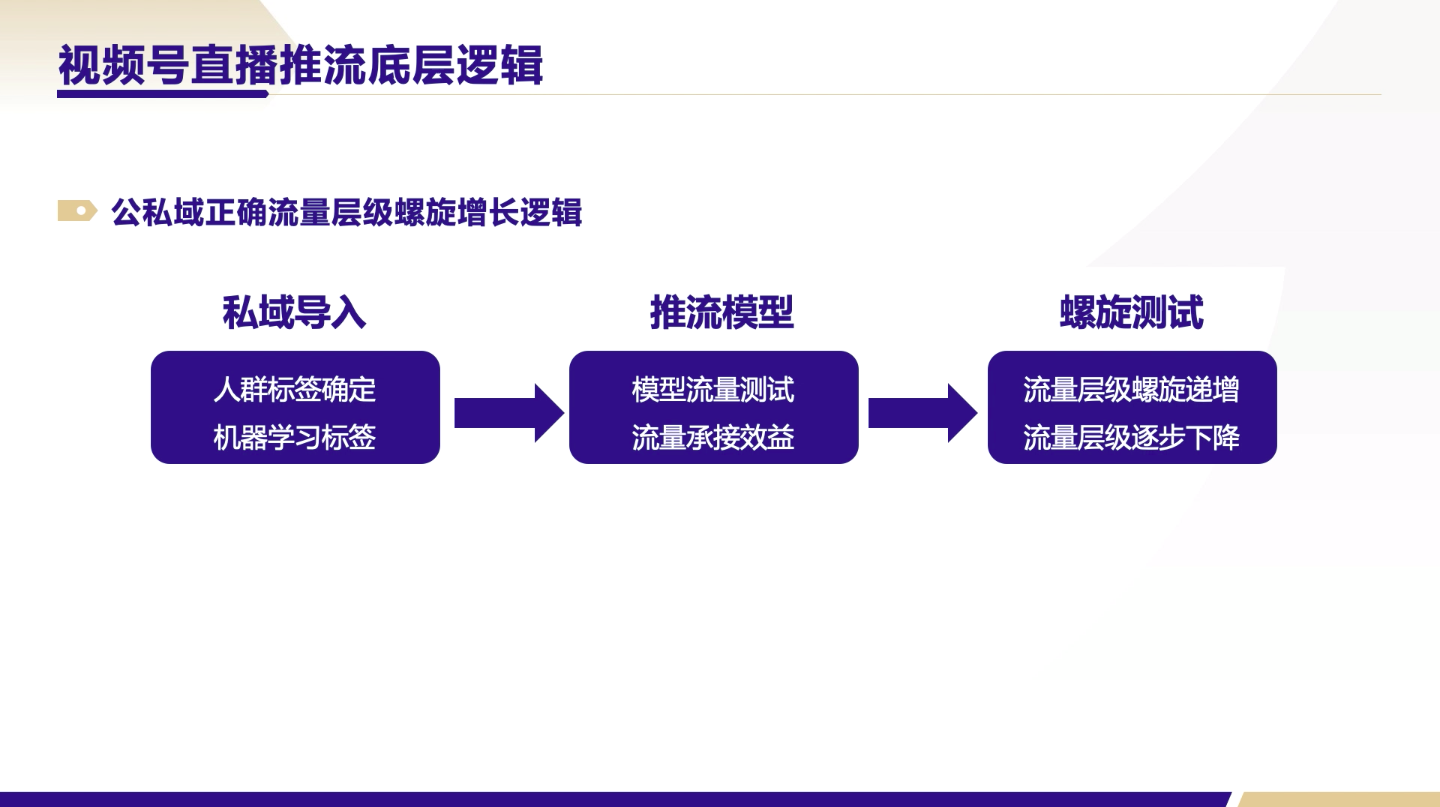 视频号直播推流底层逻辑
公私域正确流量层级螺旋增长逻辑
私域导入
人群标签确定
机器学习标签
推流模型
模型流量测试
流量承接效益
螺旋测试
流量层级螺旋递增
流量层级逐步下降